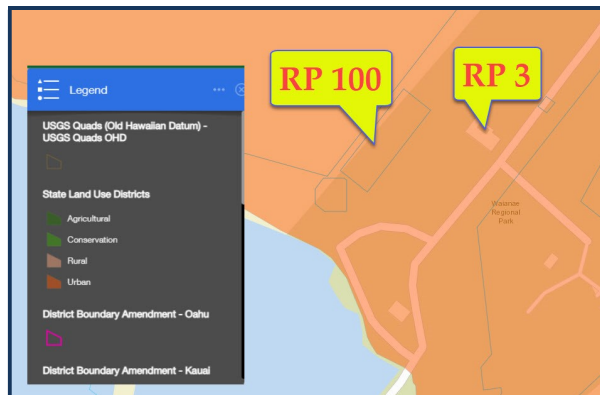 RP 100
RP 3
Legend
USGS Quads (Old Hawaiian Datum) -
USGS Quads OHD
State Land Use Districts
Agricultural
Conservation
Rural
Urban
District Boundary Amendment - Oahu
District Boundary Amendment - Kauai
Waianae
Regional
Park